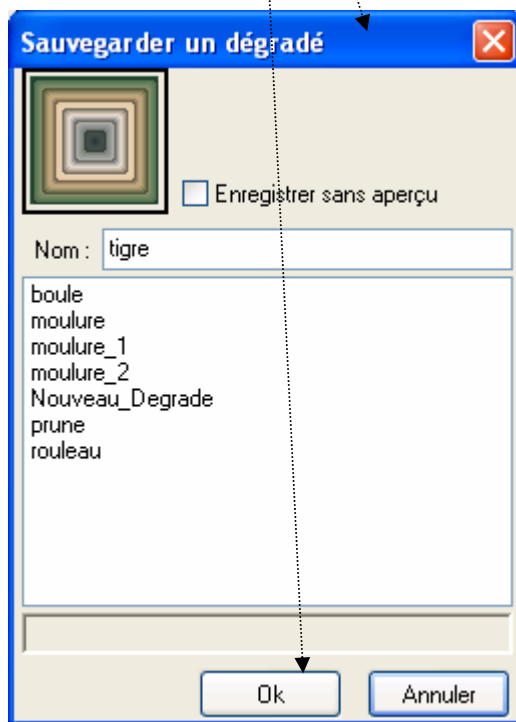 Sauvegarder un dégradé
Enregistrer sans aperçu
Nom : tigre
boule
moulure
moulure_1
moulure_2
Nouveau_Degrade
prune
rouleau
Ok Annuler